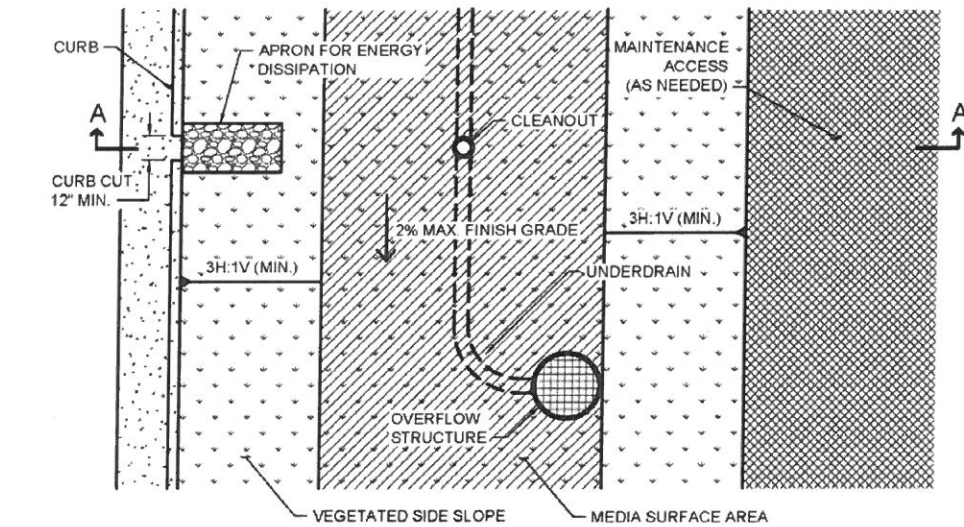 CURB
APRON FOR ENERGY
DISSIPATION
MAINTENANCE
ACCESS
(AS NEEDED)
A
A
CLEANOUT
CURB CUT
12" MIN.
2% MAX. FINISH GRADE
3H:1V (MIN.)
3H:1V (MIN.)
UNDERDRAIN
OVERFLOW
STRUCTURE
VEGETATED SIDE SLOPE
MEDIA SURFACE AREA